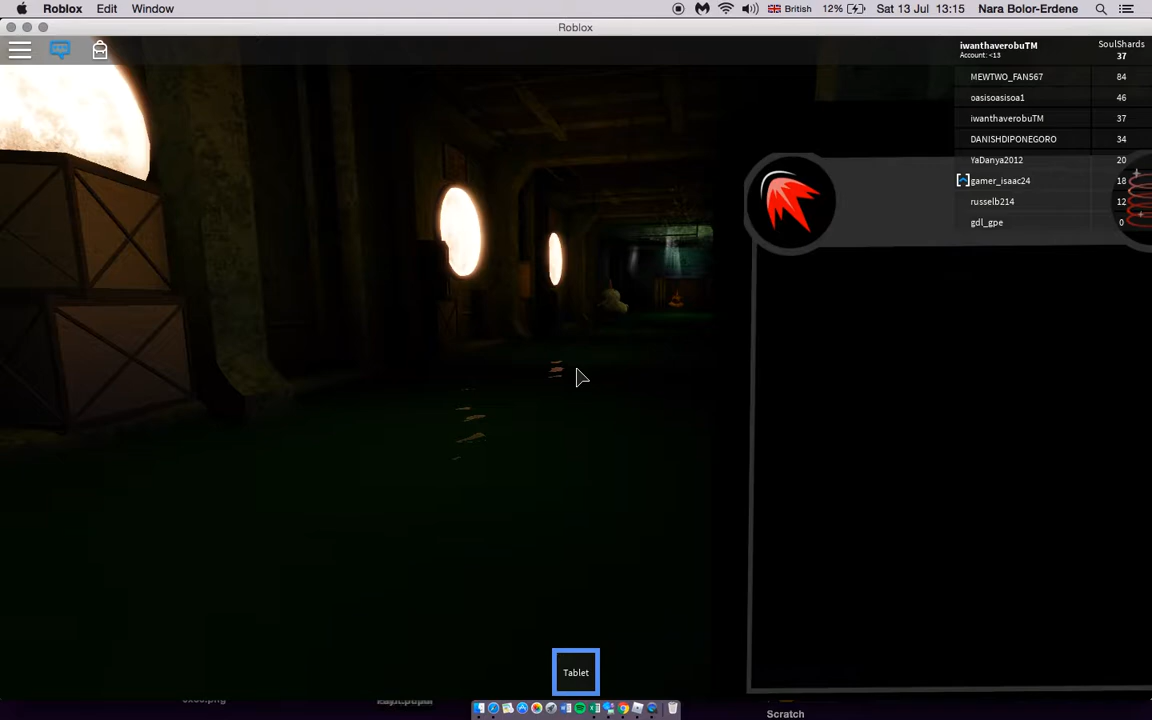 Roblox Edit Window British 12% Sat 13 Jul 13:15 Nara Bolor-Erdene
Roblox
iwanthaverobuTM SoulShards
Account: <13 37
MEWTWO_FAN567 84
oasisoasisoa1 46
iwanthaverobuTM 37
DANISHDIPONEGORO 34
YaDanya2012 20
gamer_isaac24 18
russelb214 12
gdl_gpe 0
Tablet
Scratch